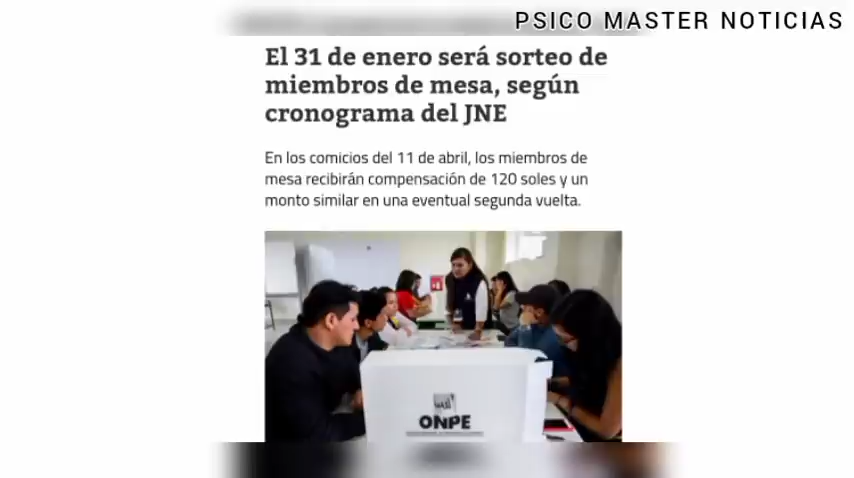 PSICO MASTER NOTICIAS
El 31 de enero será sorteo de
miembros de mesa, según
cronograma del JNE
En los comicios del 11 de abril, los miembros de
mesa recibirán compensación de 120 soles y un
monto similar en una eventual segunda vuelta.
ONPE